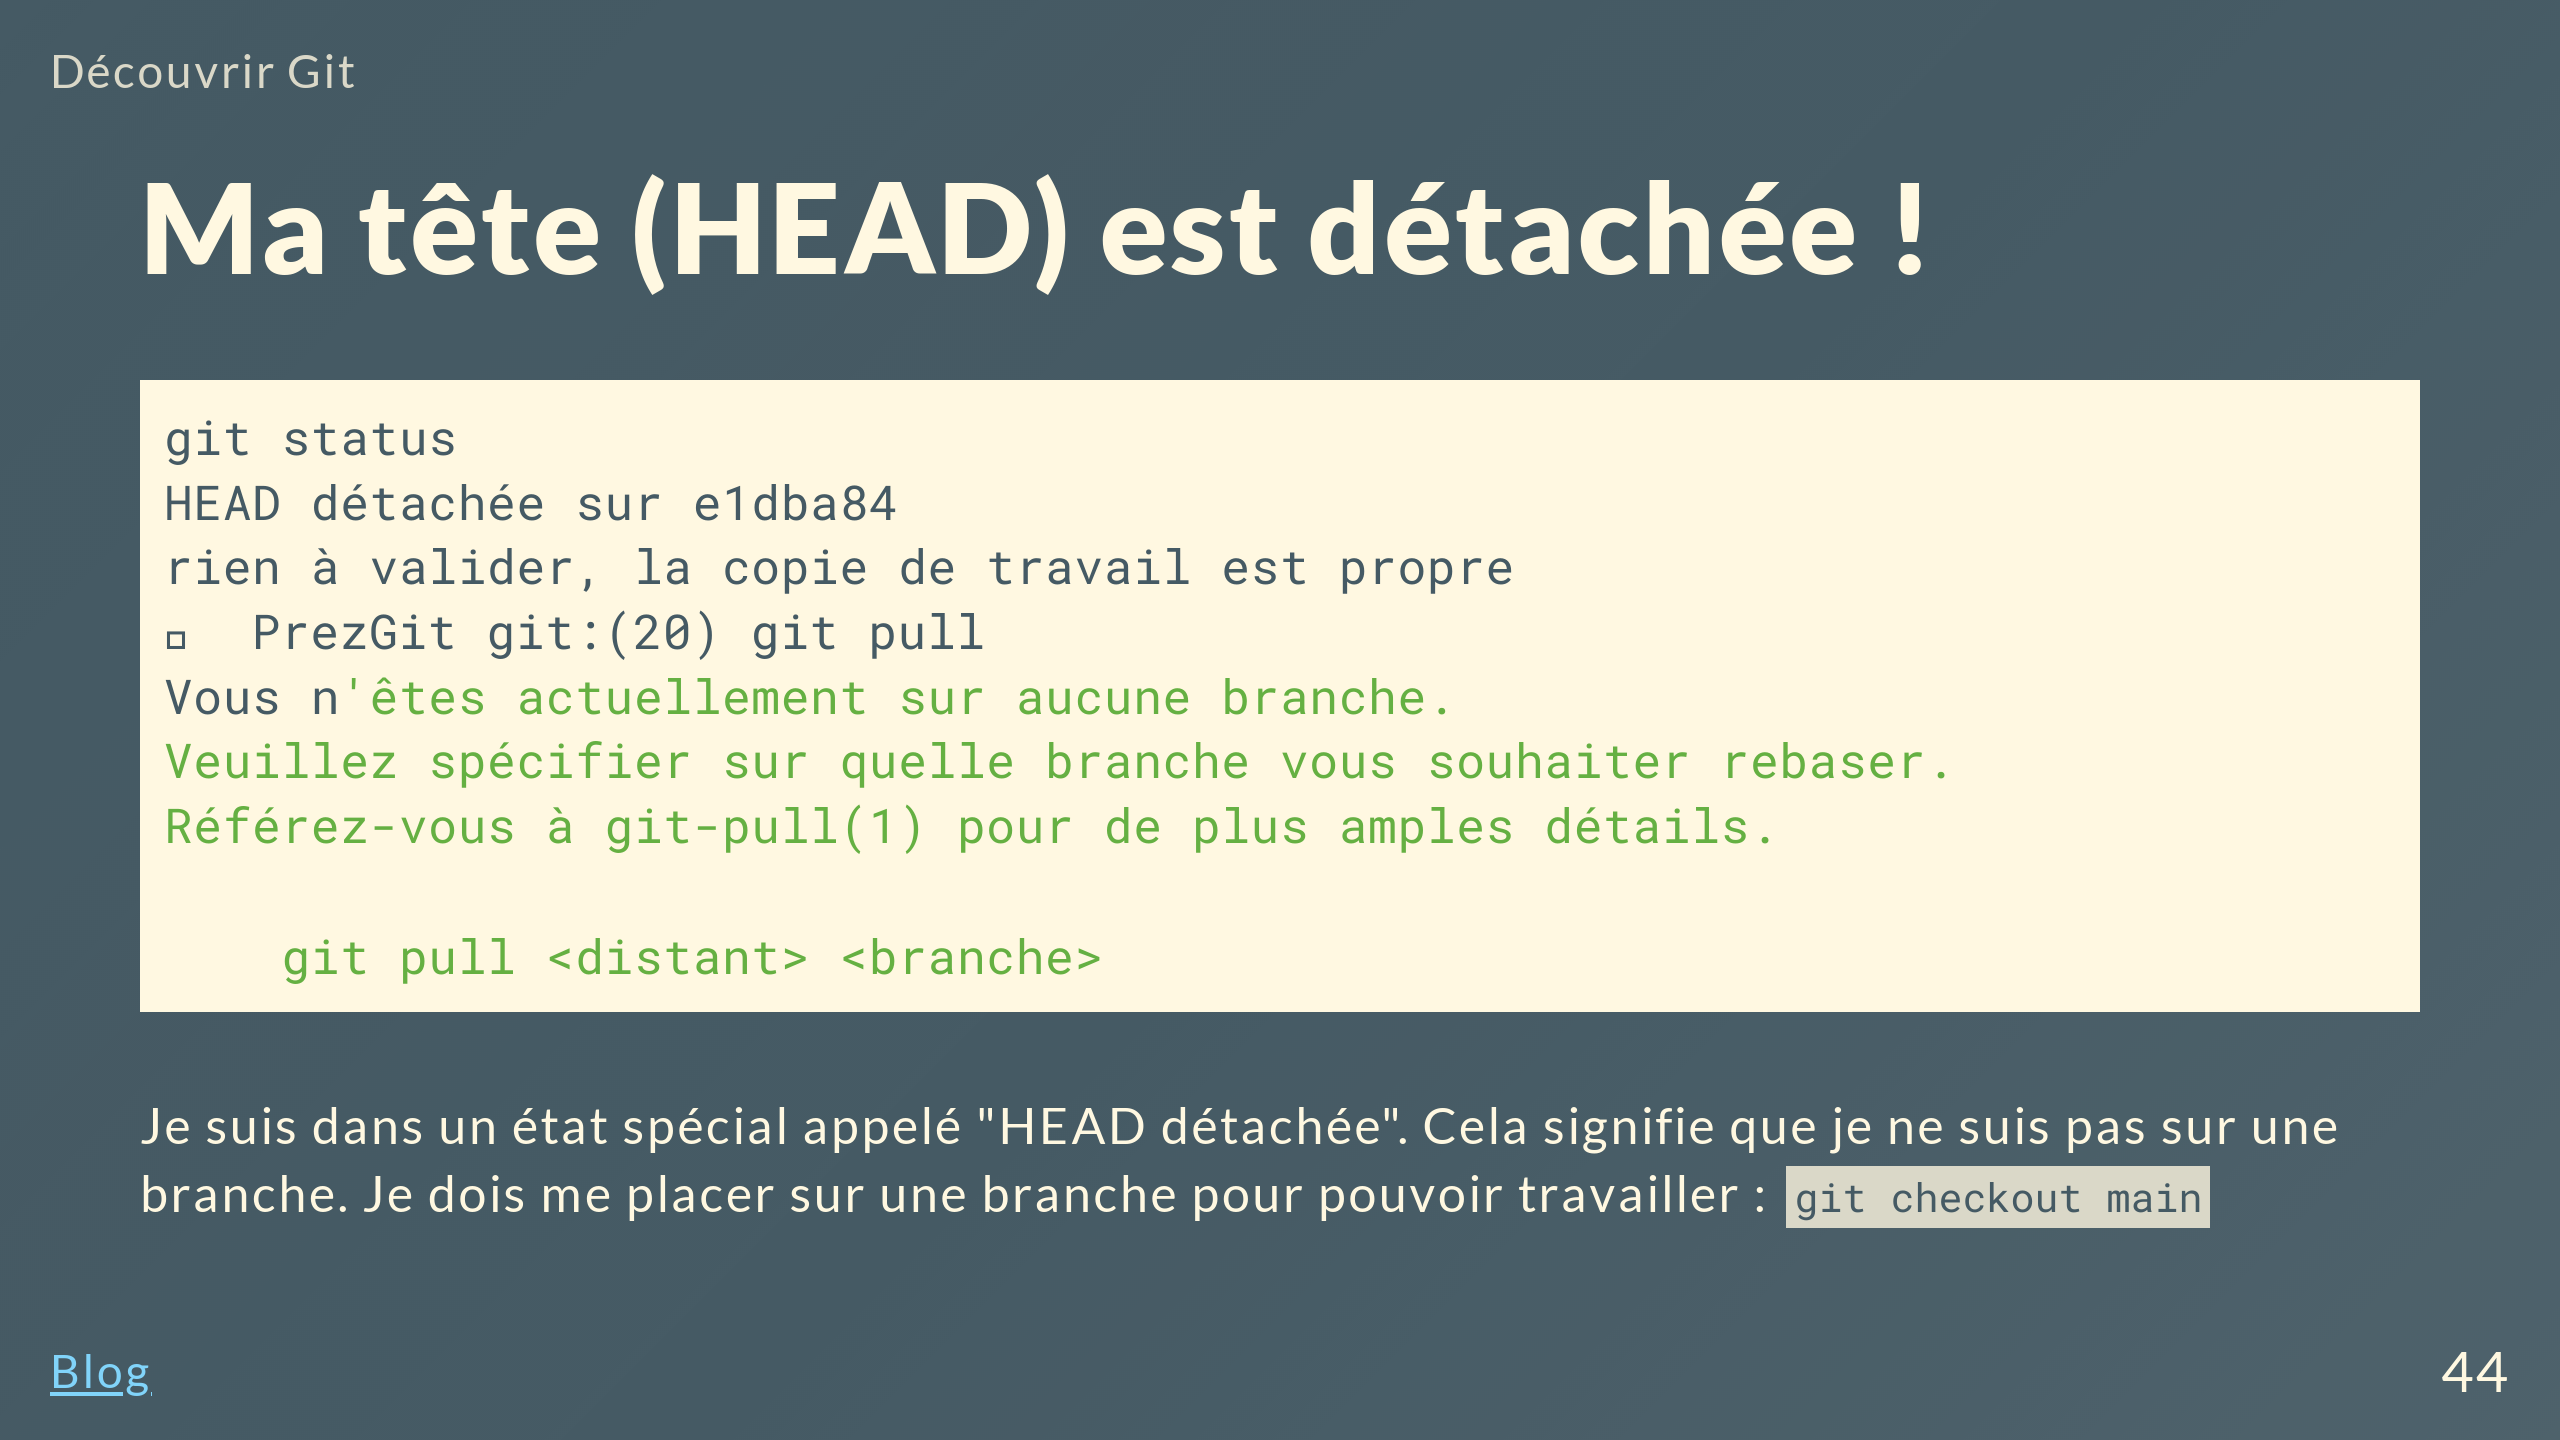 Découvrir Git
Ma tête (HEAD) est détachée !
git status
HEAD détachée sur e1dba84
rien à valider, la copie de travail est propre
□  PrezGit git:(20) git pull
Vous n'êtes actuellement sur aucune branche.
Veuillez spécifier sur quelle branche vous souhaiter rebaser.
Référez-vous à git-pull(1) pour de plus amples détails.
    git pull <distant> <branche>
Je suis dans un état spécial appelé "HEAD détachée". Cela signifie que je ne suis pas sur une
branche. Je dois me placer sur une branche pour pouvoir travailler : git checkout main
Blog
44